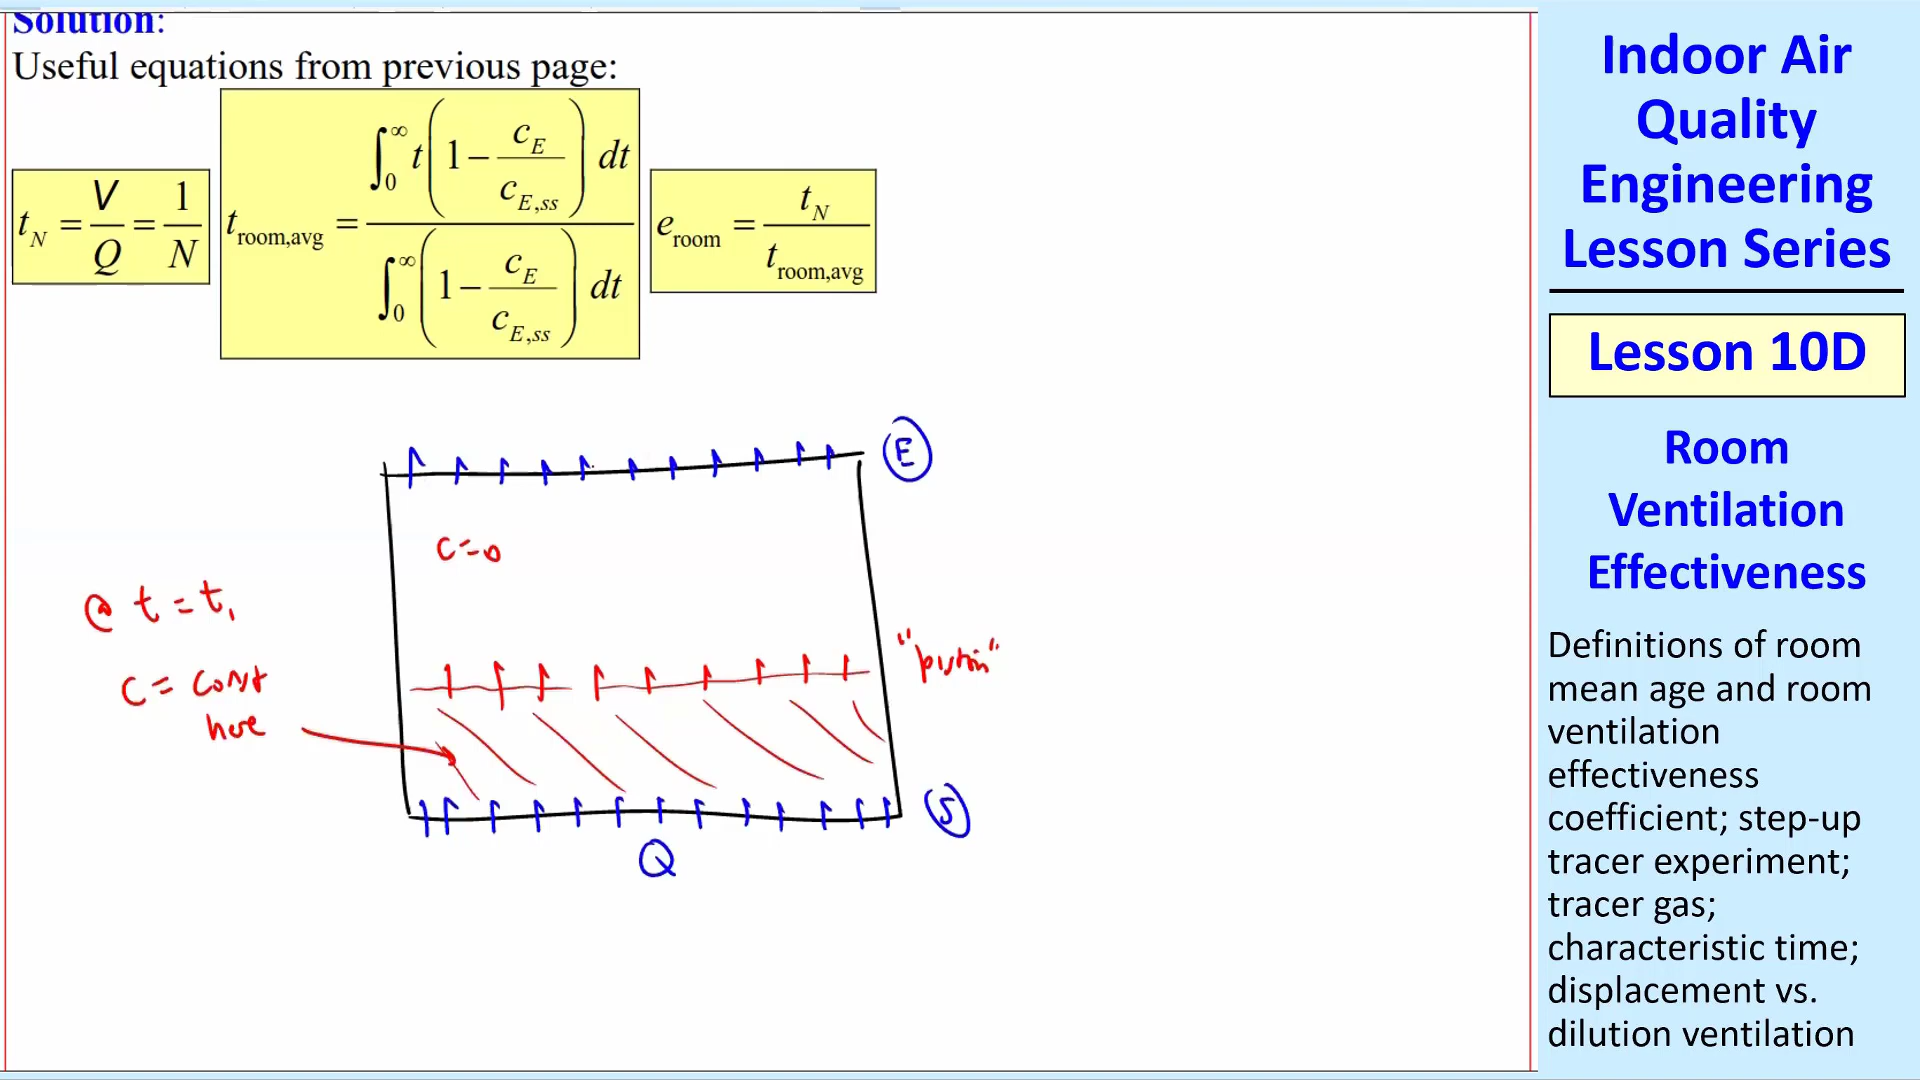 Solution:
Useful equations from previous page:
t_N = V/Q = 1/N
t_room,avg = ∫_0^∞ t(1 − c_E/c_E,ss) dt / ∫_0^∞ (1 − c_E/c_E,ss) dt
e_room = t_N/t_room,avg
E
c=0
@ t = t₁
"piston"
C = const
here
S
Q
Indoor Air
Quality
Engineering
Lesson Series
Lesson 10D
Room
Ventilation
Effectiveness
Definitions of room
mean age and room
ventilation
effectiveness
coefficient; step-up
tracer experiment;
tracer gas;
characteristic time;
displacement vs.
dilution ventilation